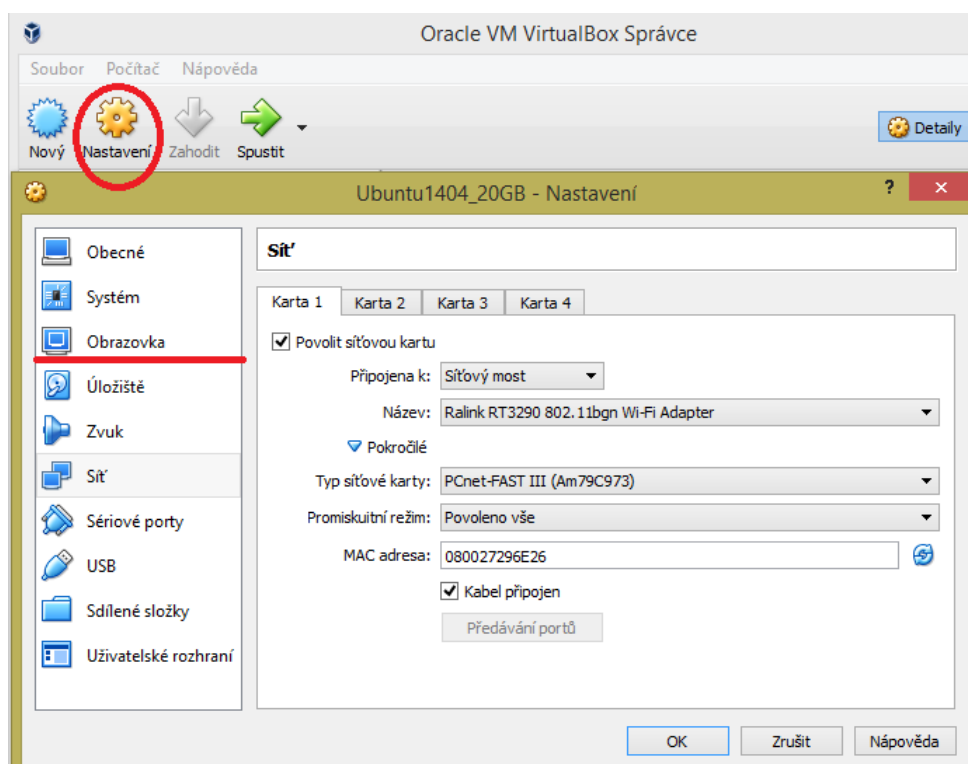 Oracle VM VirtualBox Správce
Soubor Počítač Nápověda
Nový Nastavení Zahodit Spustit
Detaily
Ubuntu1404_20GB - Nastavení ?
Obecné
Systém
Obrazovka
Úložiště
Zvuk
Síť
Sériové porty
USB
Sdílené složky
Uživatelské rozhraní
Síť
Karta 1 Karta 2 Karta 3 Karta 4
Povolit síťovou kartu
Připojena k: Síťový most
Název: Ralink RT3290 802.11bgn Wi-Fi Adapter
Pokročilé
Typ síťové karty: PCnet-FAST III (Am79C973)
Promiskuitní režim: Povoleno vše
MAC adresa: 080027296E26
Kabel připojen
Předávání portů
OK Zrušit Nápověda